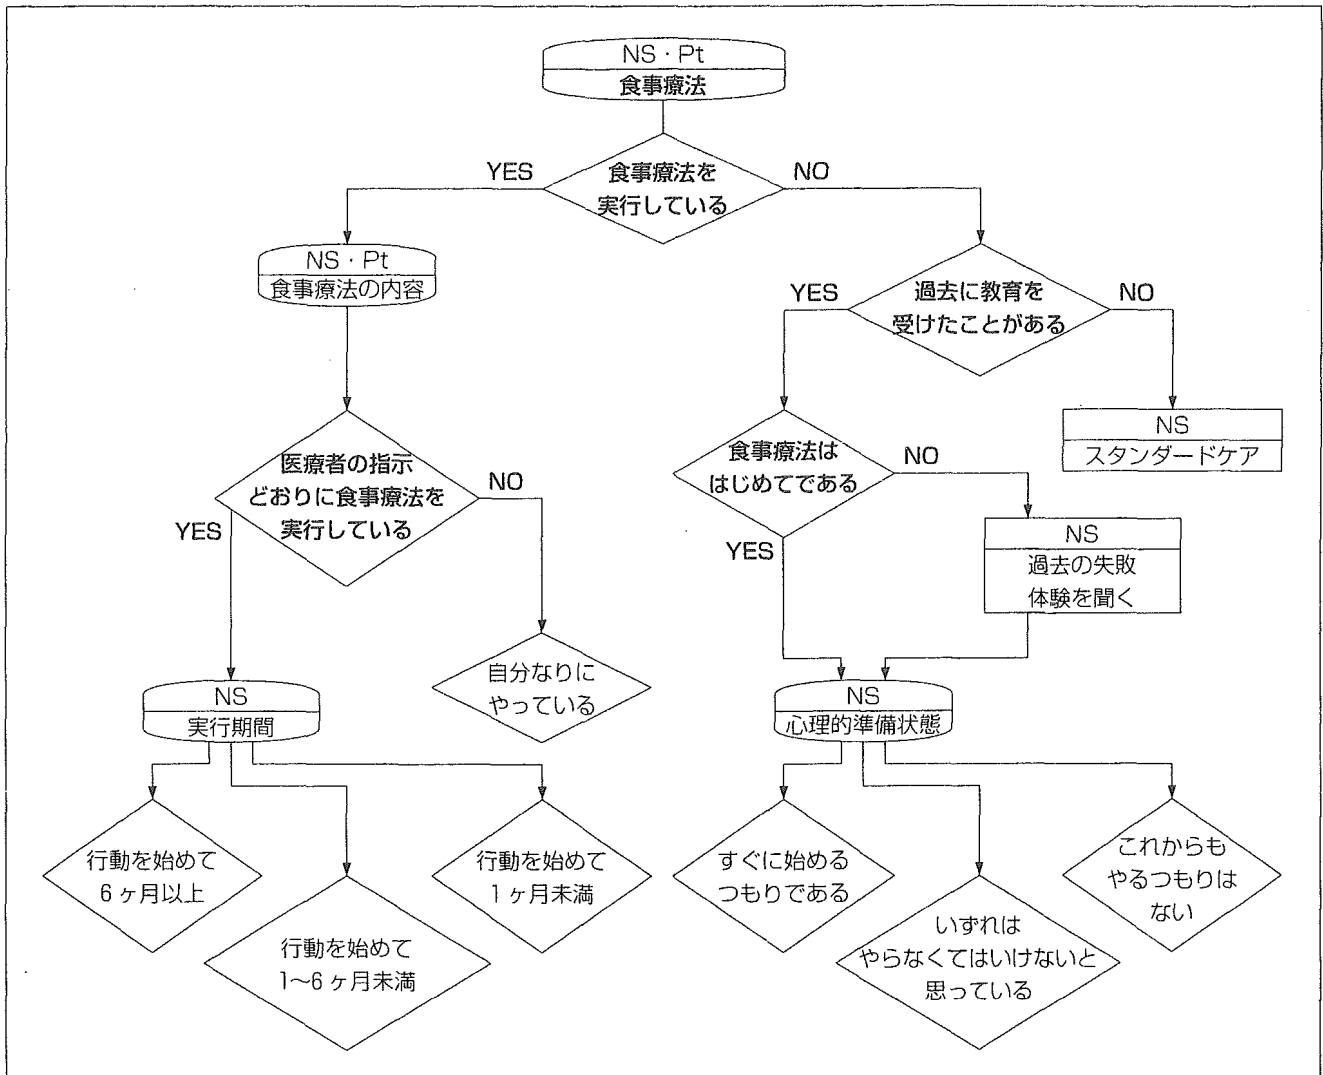 NS・Pt
食事療法
食事療法を
実行している
YES
NO
NS・Pt
食事療法の内容
過去に教育を
受けたことがある
YES
NO
NS
スタンダードケア
医療者の指示
どおりに食事療法を
実行している
YES
NO
食事療法は
はじめてである
YES
NO
NS
過去の失敗
体験を聞く
NS
実行期間
自分なりに
やっている
NS
心理的準備状態
行動を始めて
6ヶ月以上
行動を始めて
1~6ヶ月未満
行動を始めて
1ヶ月未満
すぐに始める
つもりである
いずれは
やらなくてはいけないと
思っている
これからも
やるつもりは
ない